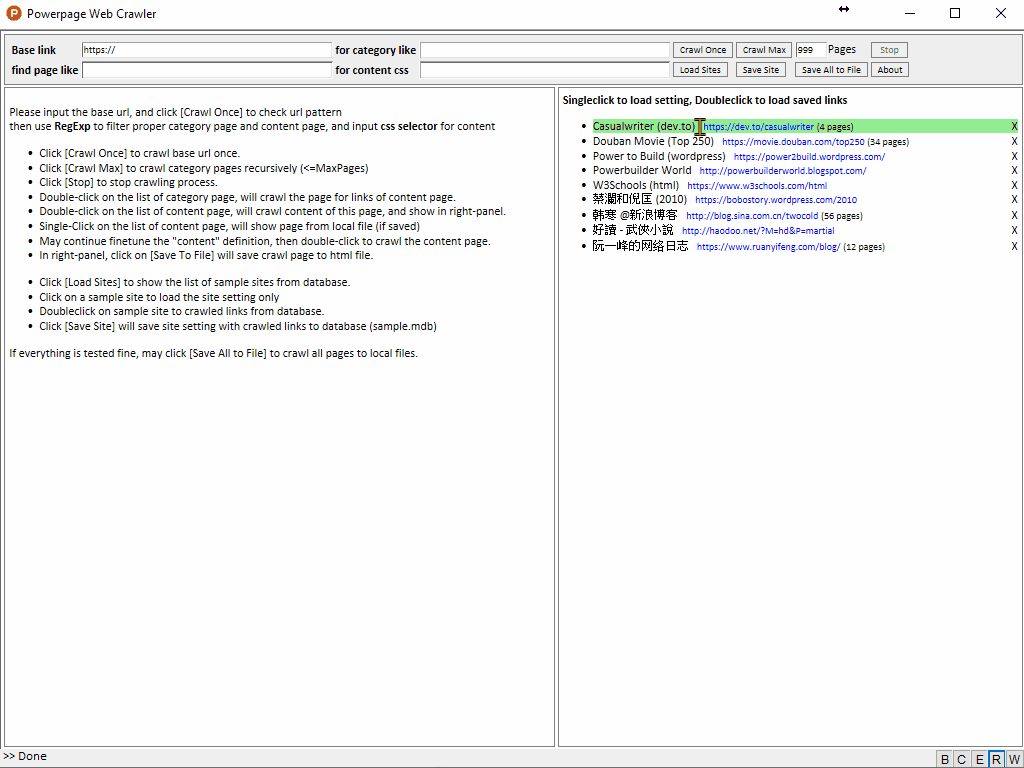 Powerpage Web Crawler
Base link https:// for category like Crawl Once Crawl Max 999 Pages Stop
find page like for content css Load Sites Save Site Save All to File About
Please input the base url, and click [Crawl Once] to check url pattern
then use RegExp to filter proper category page and content page, and input css selector for content
• Click [Crawl Once] to crawl base url once.
• Click [Crawl Max] to crawl category pages recursively (<=MaxPages)
• Click [Stop] to stop crawling process.
• Double-click on the list of category page, will crawl the page for links of content page.
• Double-click on the list of content page, will crawl content of this page, and show in right-panel.
• Single-Click on the list of content page, will show page from local file (if saved)
• May continue finetune the "content" definition, then double-click to crawl the content page.
• In right-panel, click on [Save To File] will save crawl page to html file.
• Click [Load Sites] to show the list of sample sites from database.
• Click on a sample site to load the site setting only
• Doubleclick on sample site to crawled links from database.
• Click [Save Site] will save site setting with crawled links to database (sample.mdb)
If everything is tested fine, may click [Save All to File] to crawl all pages to local files.
Singleclick to load setting, Doubleclick to load saved links
• Casualwriter (dev.to) https://dev.to/casualwriter (4 pages) X
• Douban Movie (Top 250) https://movie.douban.com/top250 (34 pages) X
• Power to Build (wordpress) https://power2build.wordpress.com/ X
• Powerbuilder World http://powerbuilderworld.blogspot.com/ X
• W3Schools (html) https://www.w3schools.com/html X
• 蔡瀾和倪匡 (2010) https://bobostory.wordpress.com/2010 X
• 韩寒 @新浪博客 http://blog.sina.com.cn/twocold (56 pages) X
• 好讀 - 武俠小說 http://haodoo.net/?M=hd&P=martial X
• 阮一峰的网络日志 https://www.ruanyifeng.com/blog/ (12 pages) X
>> Done
B C E R W